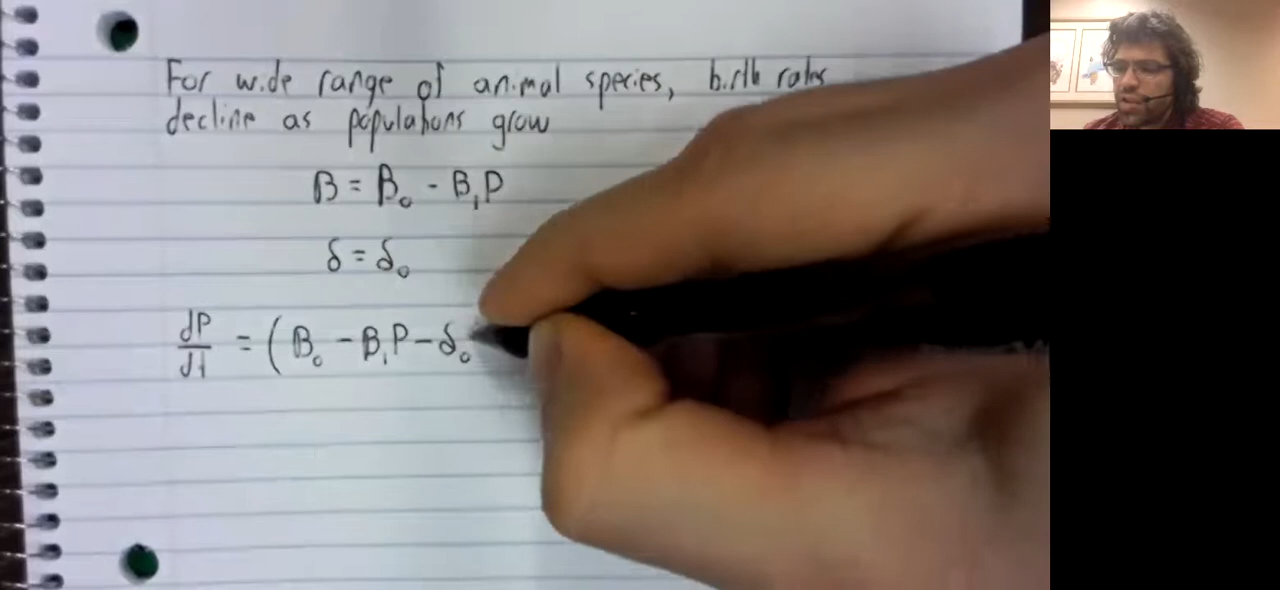 For wide range of animal species, birth rates
decline as populations grow
β = β₀ - β₁P
δ = δ₀
dP/dt = ( β₀ - β₁P - δ₀